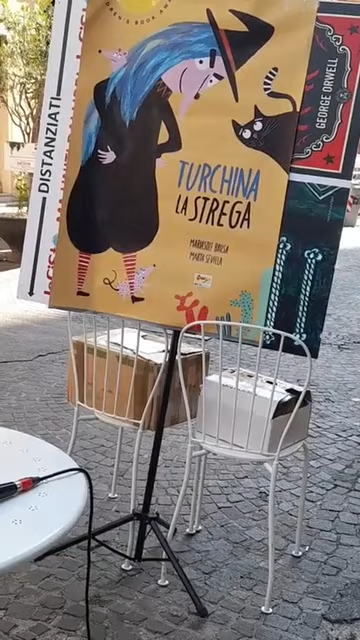 DISTANZIATI
TURCHINA
LA STREGA
MARIASOLE BRUSA
MARTA SEVILLA
GEORGE ORWELL